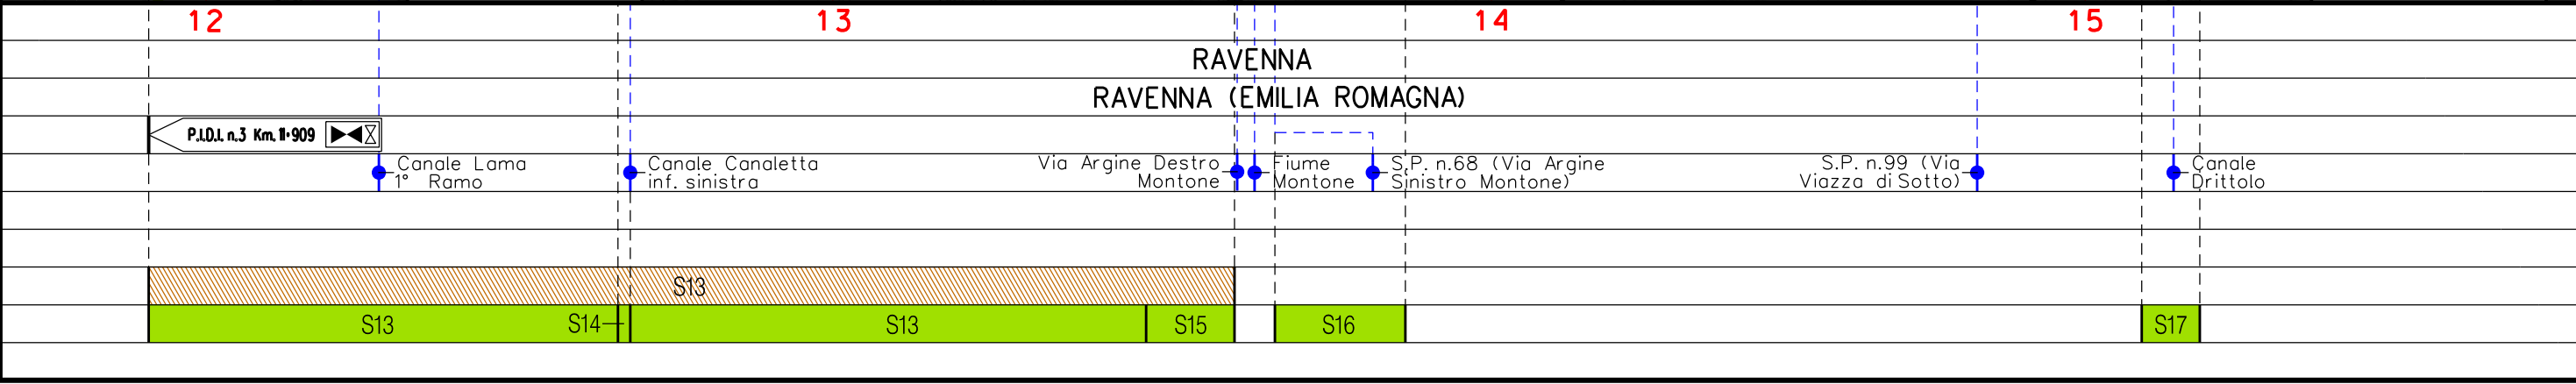 12 13 14 15
RAVENNA
RAVENNA (EMILIA ROMAGNA)
P.I.D.I. n.3 Km. 11+909
Canale Lama
1° Ramo
Canale Canaletta
inf. sinistra
Via Argine Destro
Montone
Fiume
Montone
S.P. n.68 (Via Argine
Sinistro Montone)
S.P. n.99 (Via
Viazza di Sotto)
Canale
Drittolo
S13
S13 S14 S13 S15 S16 S17